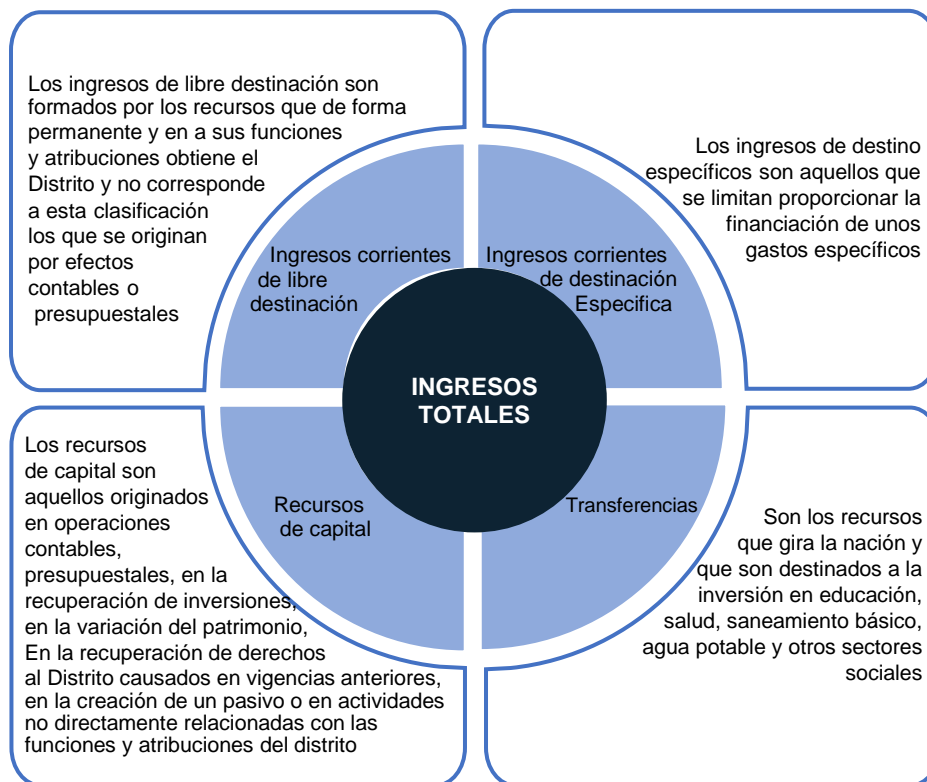 Los ingresos de libre destinación son
formados por los recursos que de forma
permanente y en a sus funciones
y atribuciones obtiene el
Distrito y no corresponde
a esta clasificación
los que se originan
por efectos
contables o
presupuestales
Los ingresos de destino
específicos son aquellos que
se limitan proporcionar la
financiación de unos
gastos específicos
Ingresos corrientes
de libre
destinación
Ingresos corrientes
de destinación
Especifica
INGRESOS
TOTALES
Recursos
de capital
Transferencias
Los recursos
de capital son
aquellos originados
en operaciones
contables,
presupuestales, en la
recuperación de inversiones,
en la variación del patrimonio,
En la recuperación de derechos
al Distrito causados en vigencias anteriores,
en la creación de un pasivo o en actividades
no directamente relacionadas con las
funciones y atribuciones del distrito
Son los recursos
que gira la nación y
que son destinados a la
inversión en educación,
salud, saneamiento básico,
agua potable y otros sectores
sociales